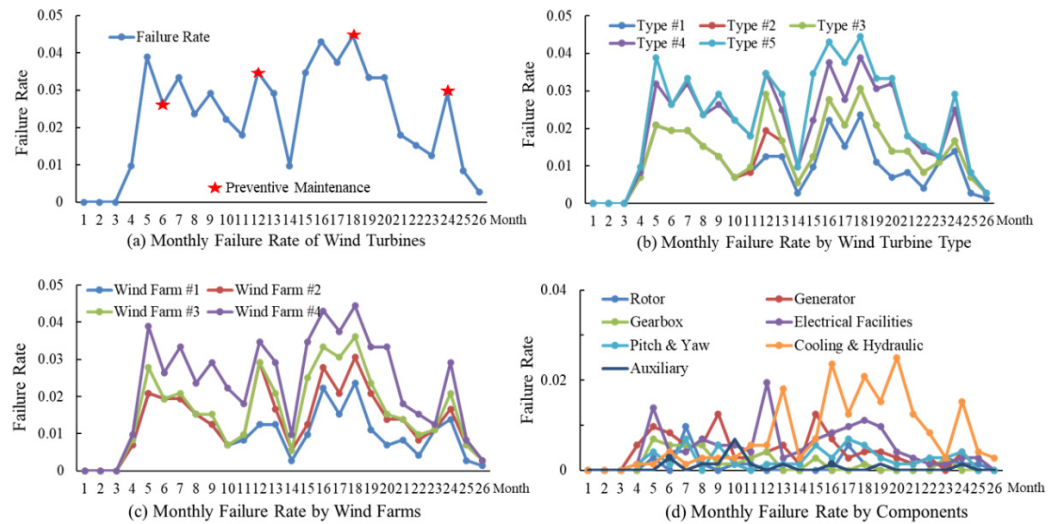 0.05
0.04
0.03
0.02
0.01
0
Failure Rate
Failure Rate
Preventive Maintenance
1 2 3 4 5 6 7 8 9 10 11 12 13 14 15 16 17 18 19 20 21 22 23 24 25 26 Month
(a) Monthly Failure Rate of Wind Turbines
0.05
0.04
0.03
0.02
0.01
0
Failure Rate
Type #1 Type #2 Type #3
Type #4 Type #5
1 2 3 4 5 6 7 8 9 10 11 12 13 14 15 16 17 18 19 20 21 22 23 24 25 26 Month
(b) Monthly Failure Rate by Wind Turbine Type
0.05
0.04
0.03
0.02
0.01
0
Failure Rate
Wind Farm #1 Wind Farm #2
Wind Farm #3 Wind Farm #4
1 2 3 4 5 6 7 8 9 10 11 12 13 14 15 16 17 18 19 20 21 22 23 24 25 26 Month
(c) Monthly Failure Rate by Wind Farms
0.04
0.02
0
Failure Rate
Rotor Generator
Gearbox Electrical Facilities
Pitch & Yaw Cooling & Hydraulic
Auxiliary
1 2 3 4 5 6 7 8 9 10 11 12 13 14 15 16 17 18 19 20 21 22 23 24 25 26 Month
(d) Monthly Failure Rate by Components